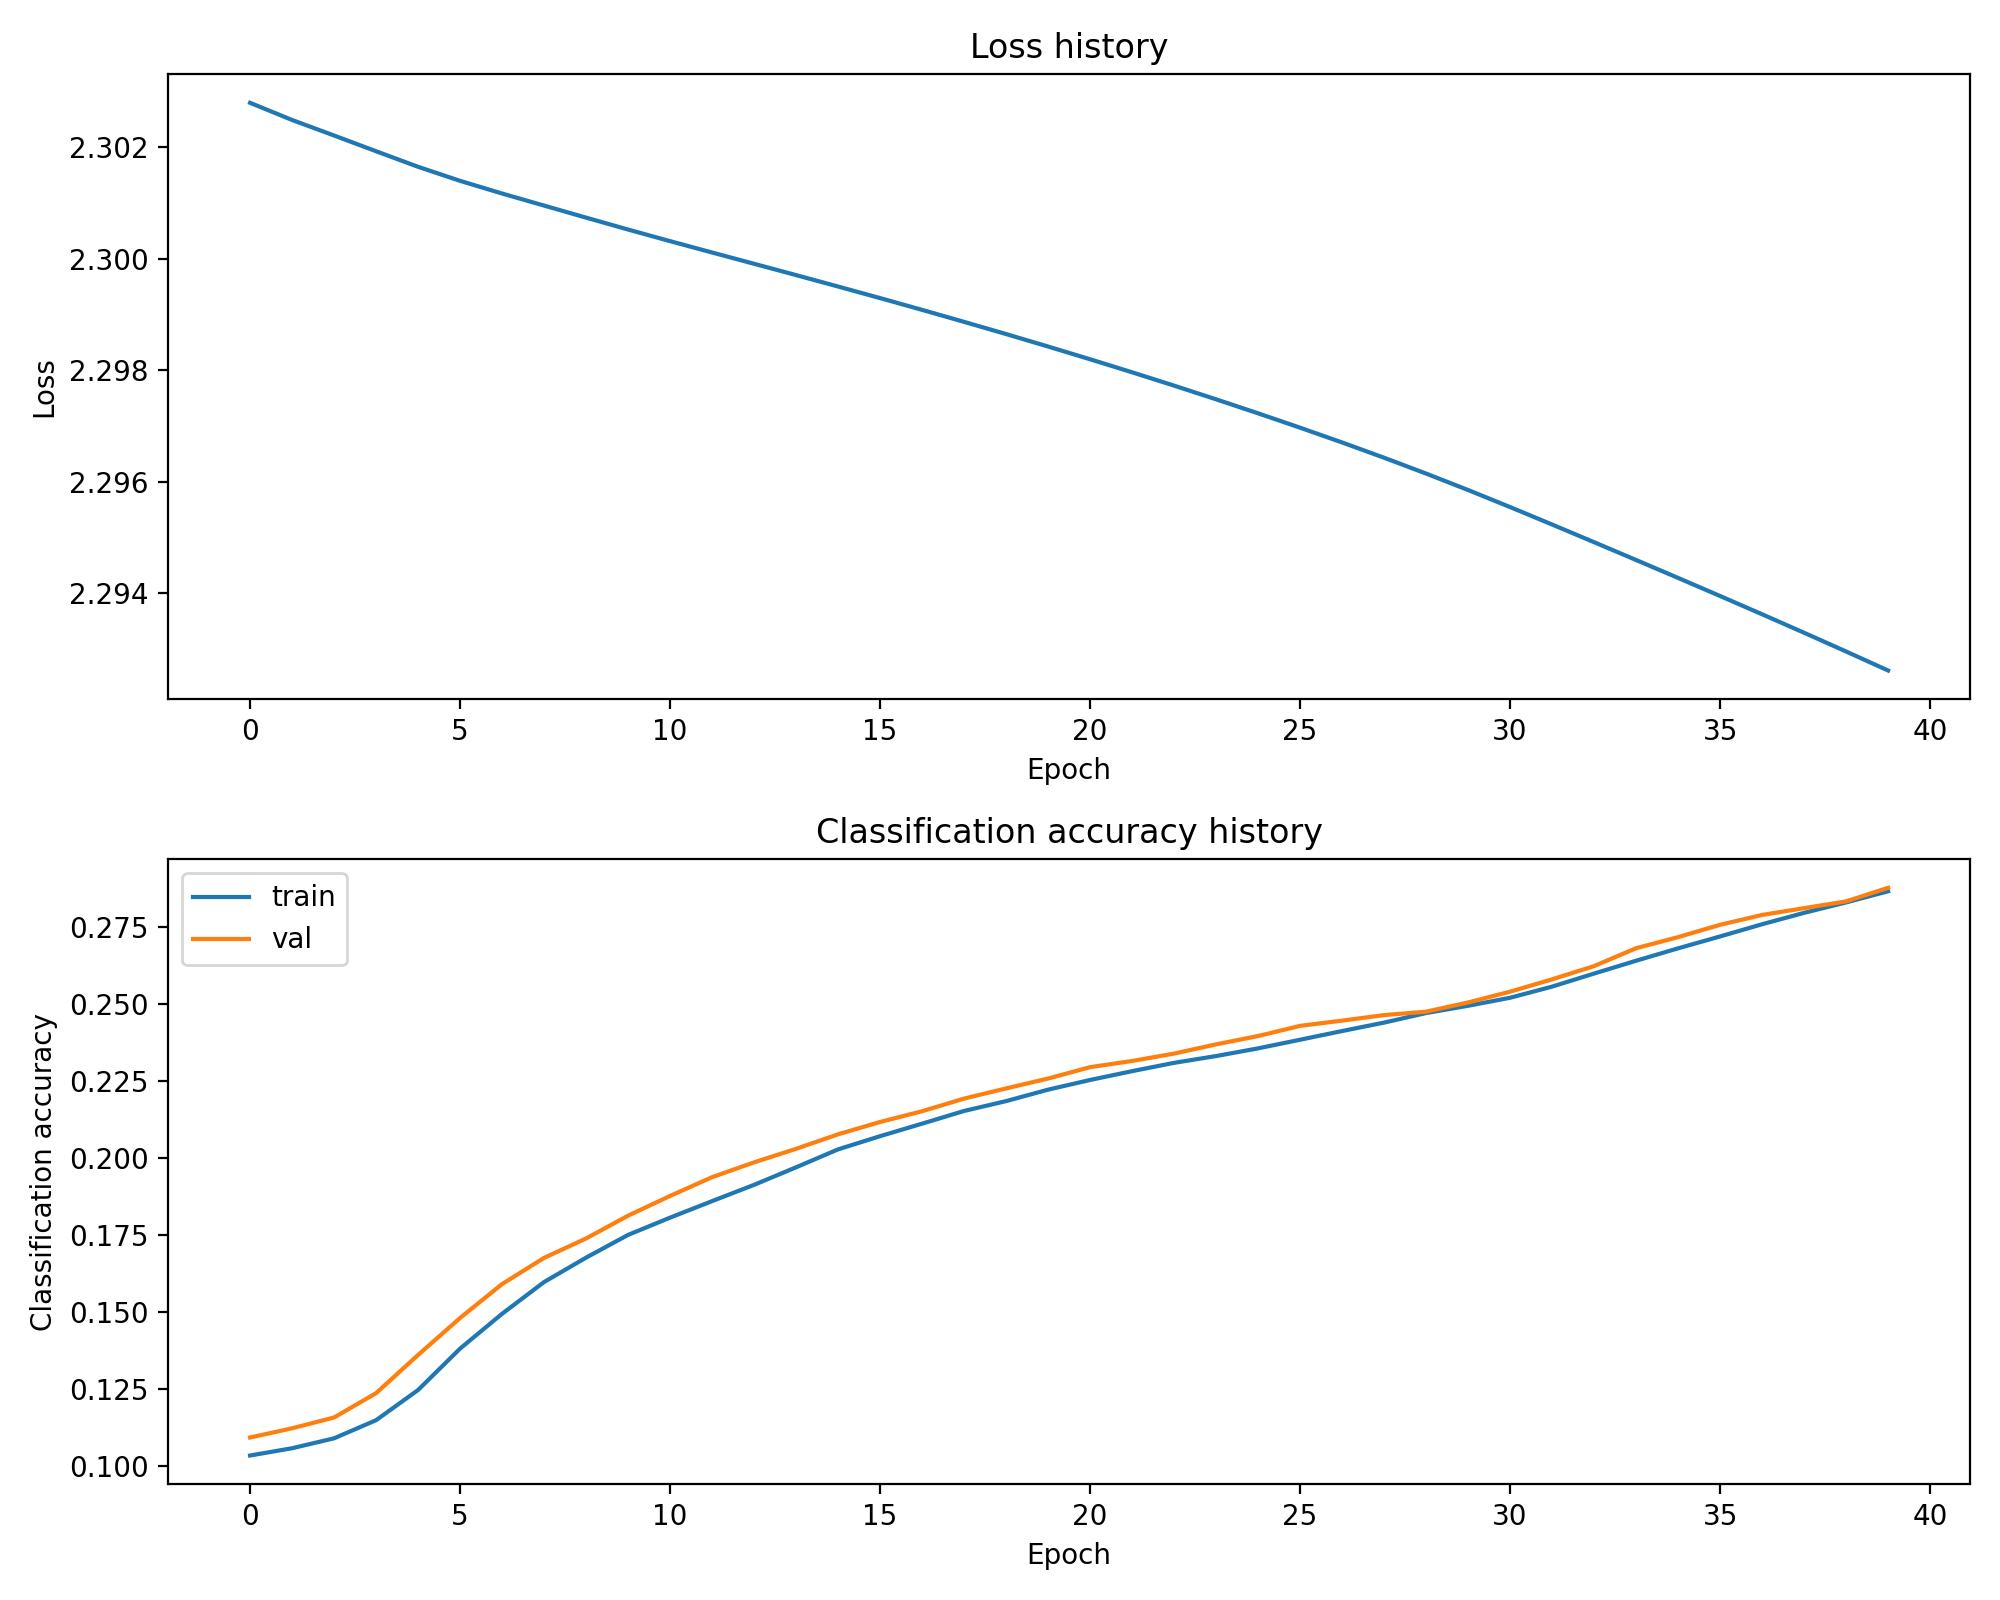 Loss history
2.302
2.300
2.298
2.296
2.294
Loss
0 5 10 15 20 25 30 35 40
Epoch
Classification accuracy history
train
val
0.275
0.250
0.225
0.200
0.175
0.150
0.125
0.100
Classification accuracy
0 5 10 15 20 25 30 35 40
Epoch